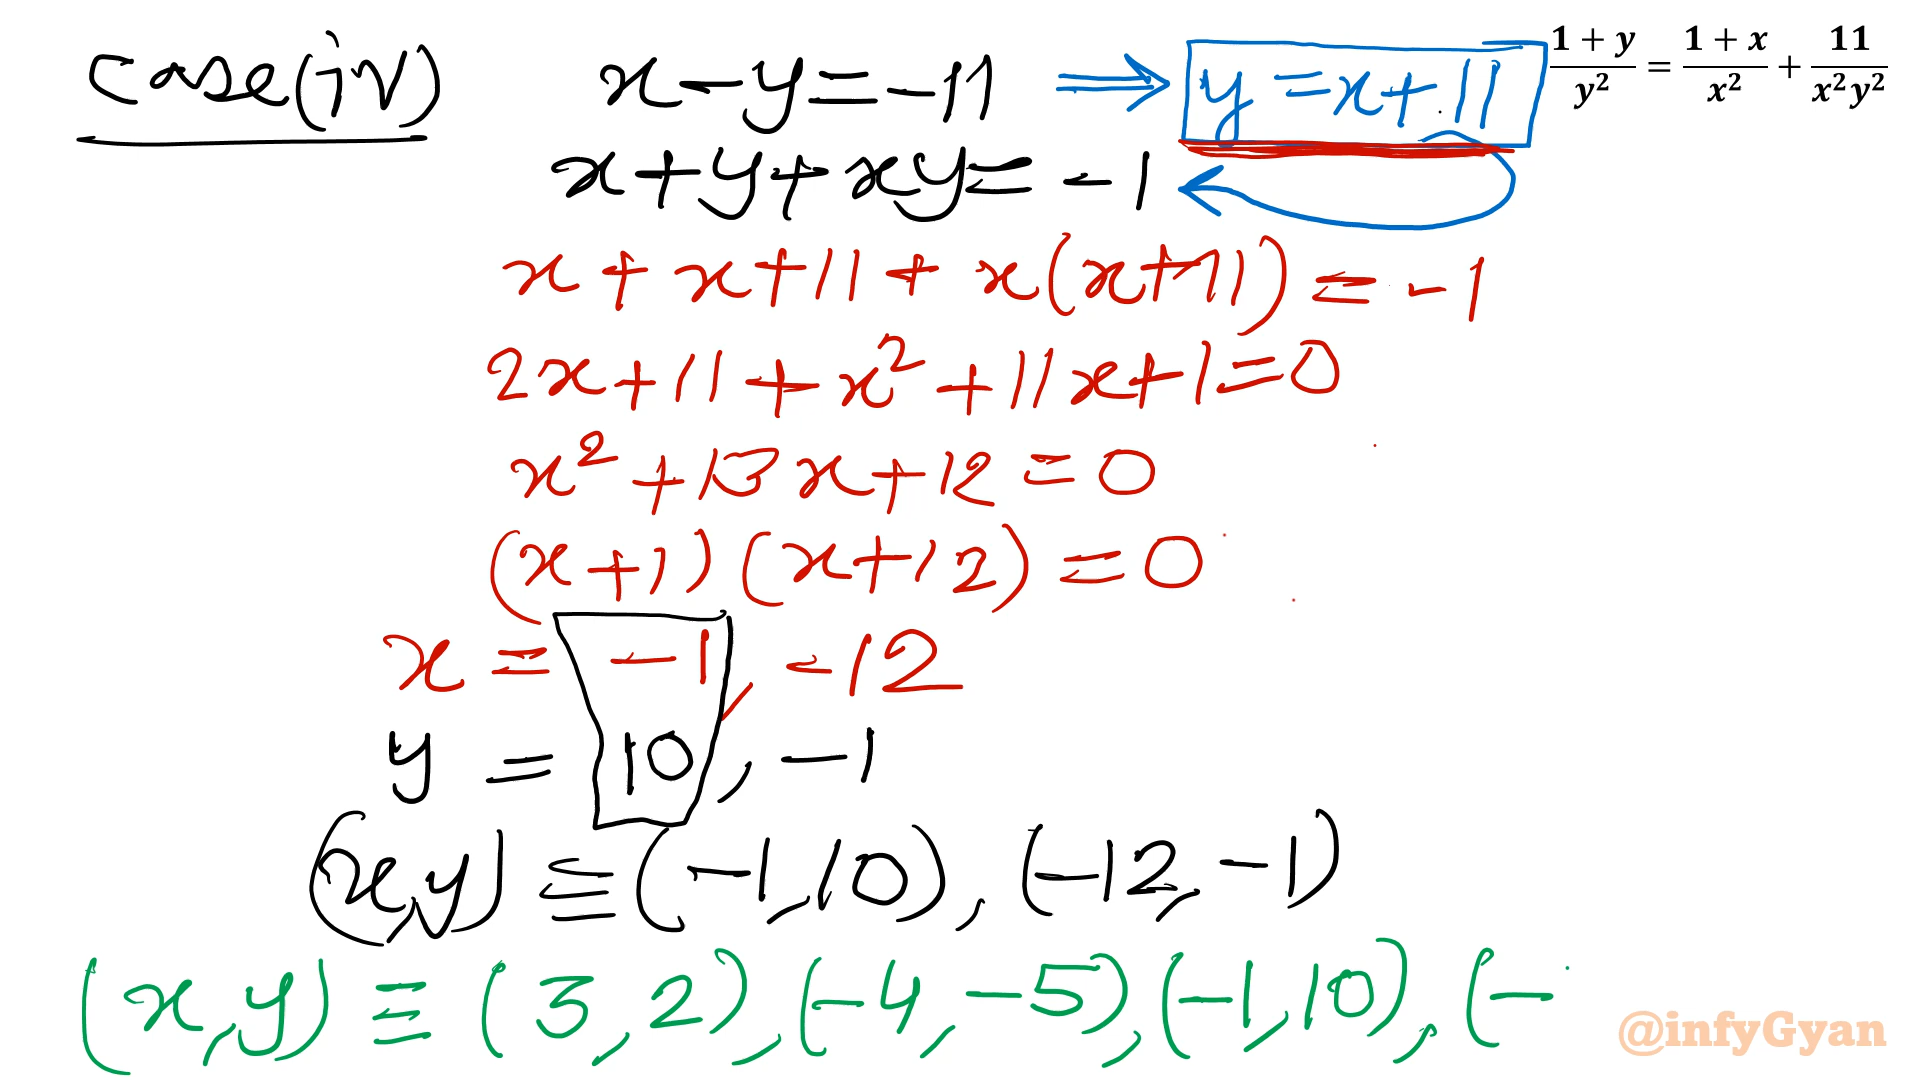 case(iv) x-y=-11 ⟹ y=x+11
(1+y)/y² = (1+x)/x² + 11/(x²y²)
x+y+xy=-1
x+x+11+x(x+11)=-1
2x+11+x²+11x+1=0
x²+13x+12=0
(x+1)(x+12)=0
x=-1,-12
y=10,-1
(x,y)≡(-1,10),(-12,-1)
(x,y)≡(3,2),(-4,-5),(-1,10),(-
@infyGyan